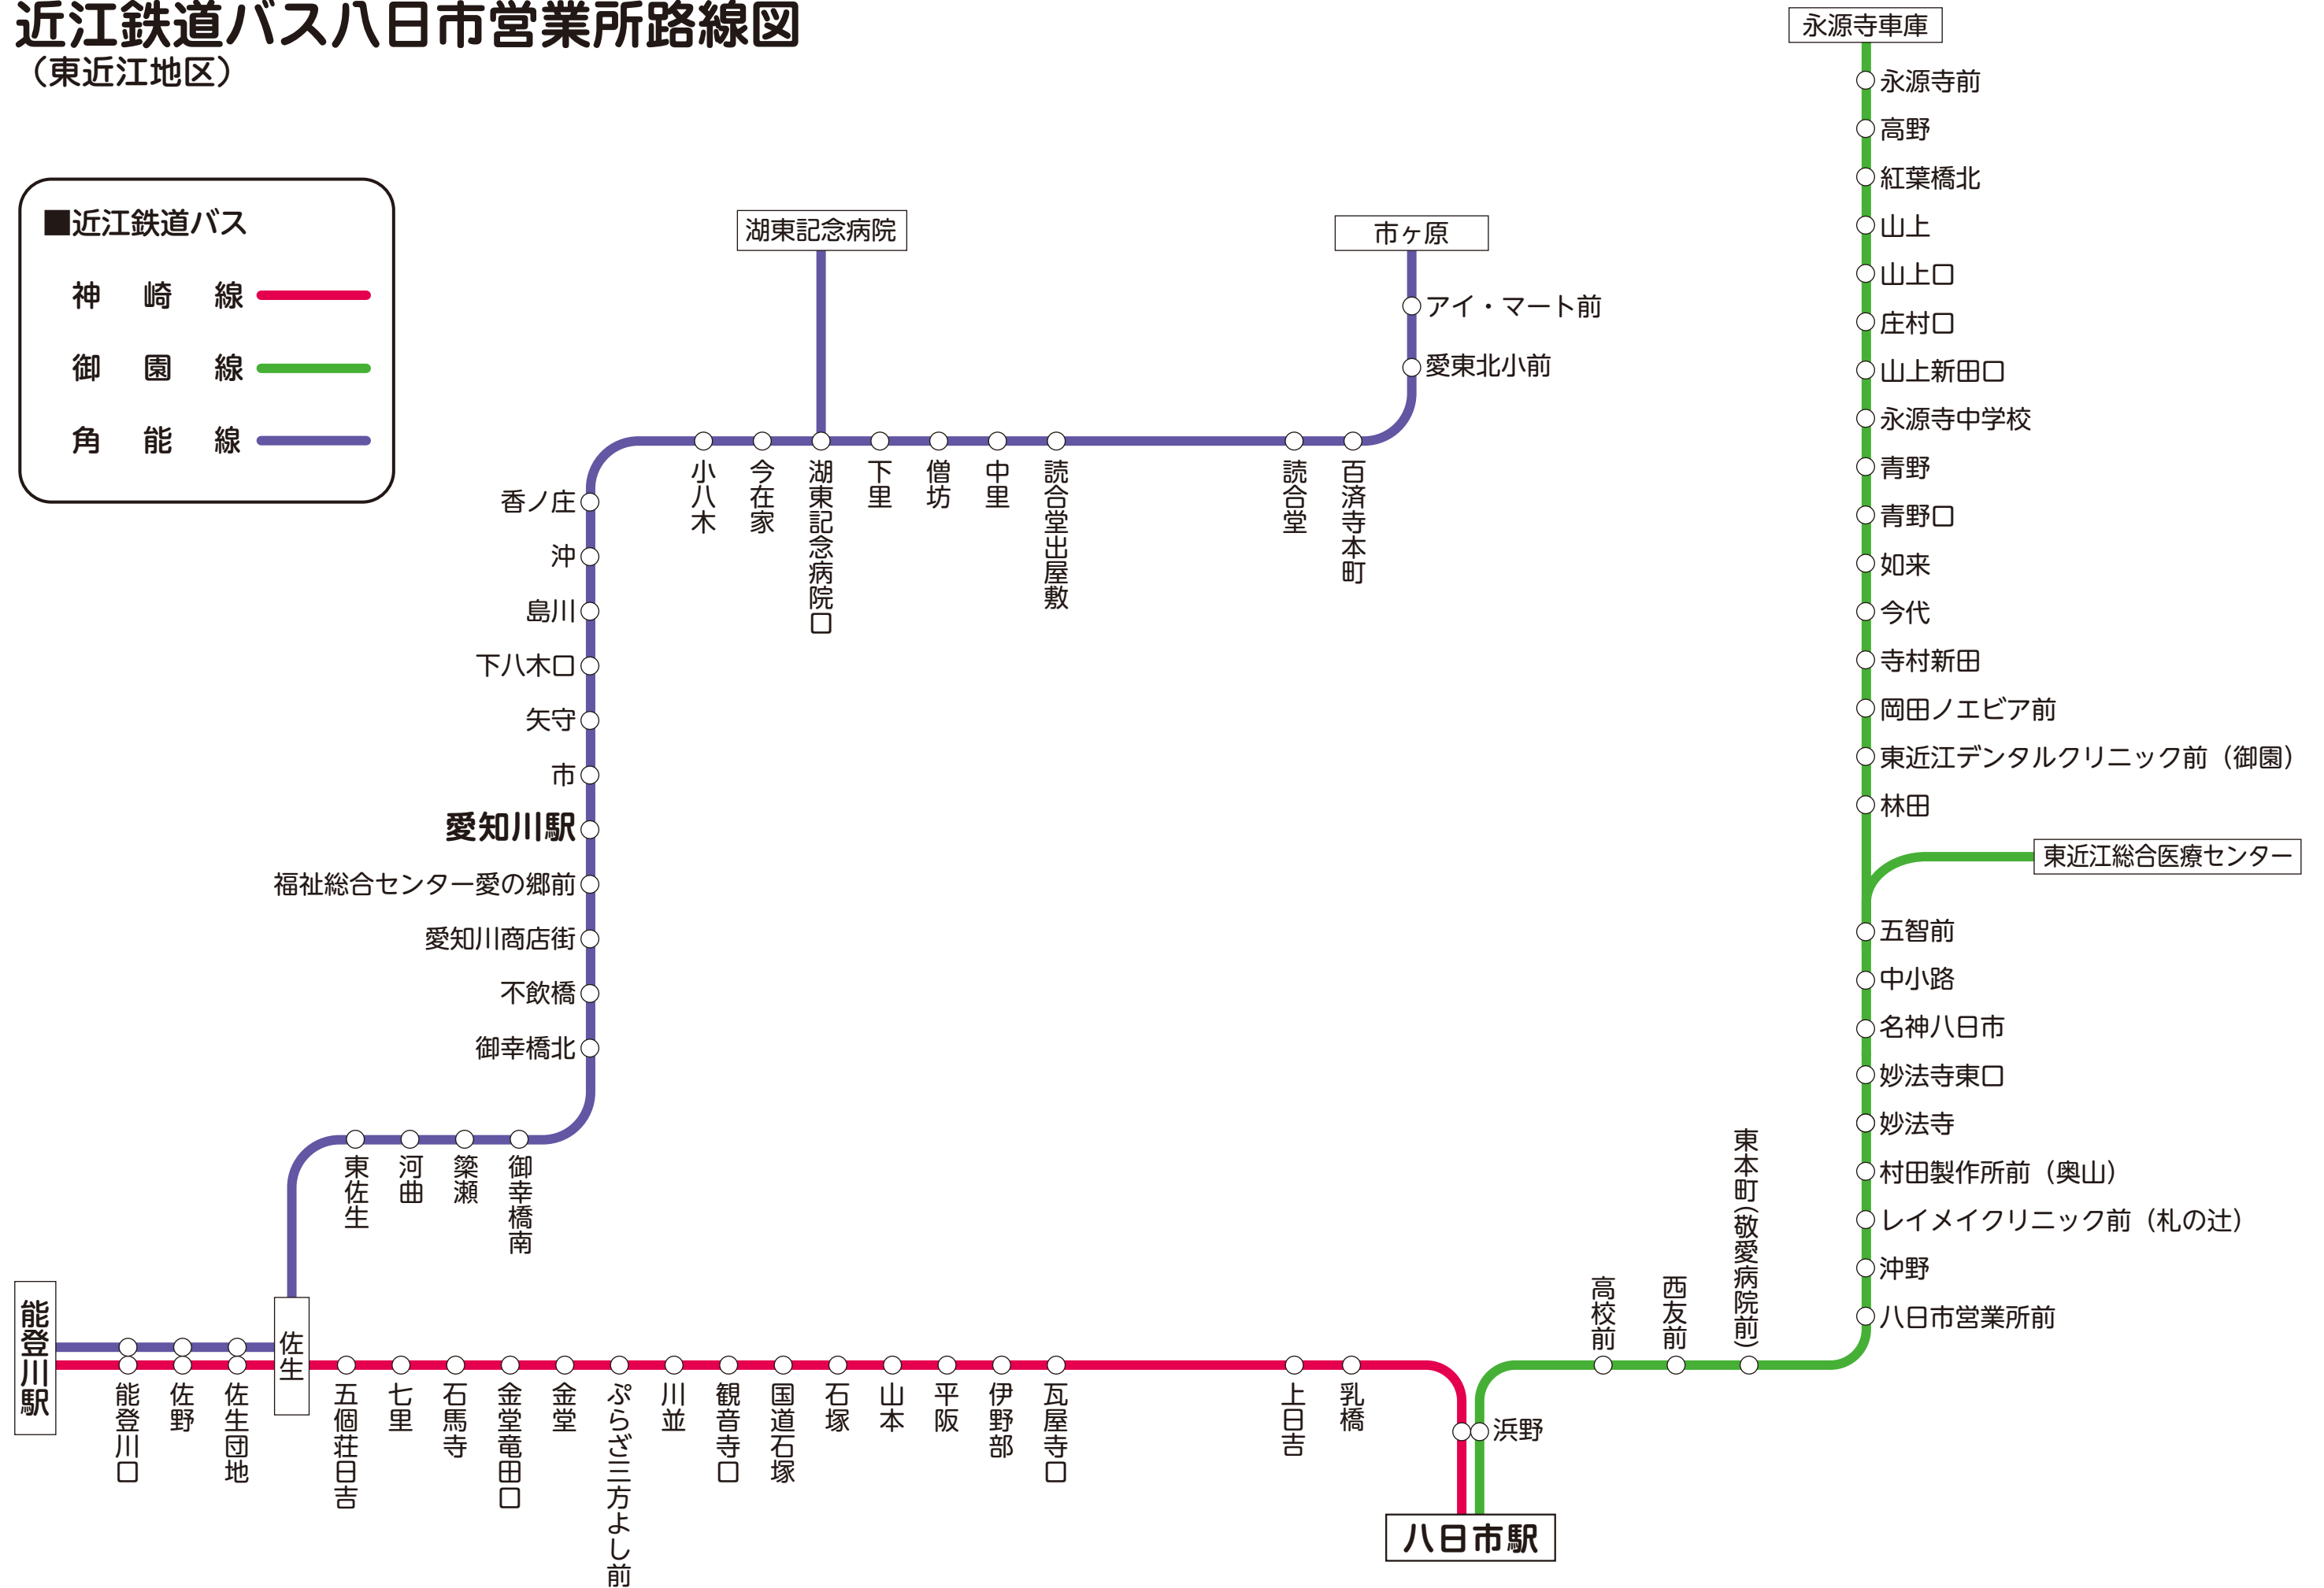 近江鉄道バス八日市営業所路線図
（東近江地区）
■近江鉄道バス
神崎線
御園線
角能線
湖東記念病院
市ヶ原
アイ・マート前
愛東北小前
小八木
今在家
湖東記念病院口
下里
僧坊
中里
読合堂出屋敷
読合堂
百済寺本町
香ノ庄
沖
島川
下八木口
矢守
市
愛知川駅
福祉総合センター愛の郷前
愛知川商店街
不飲橋
御幸橋北
東佐生
河曲
簗瀬
御幸橋南
能登川駅
能登川口
佐野
佐生団地
佐生
五個荘日吉
七里
石馬寺
金堂竜田口
金堂
ぷらざ三方よし前
川並
観音寺口
国道石塚
石塚
山本
平阪
伊野部
瓦屋寺口
上日吉
乳橋
浜野
八日市駅
高校前
西友前
東本町(敬愛病院前)
永源寺車庫
永源寺前
高野
紅葉橋北
山上
山上口
庄村口
山上新田口
永源寺中学校
青野
青野口
如来
今代
寺村新田
岡田ノエビア前
東近江デンタルクリニック前（御園）
林田
東近江総合医療センター
五智前
中小路
名神八日市
妙法寺東口
妙法寺
村田製作所前（奥山）
レイメイクリニック前（札の辻）
沖野
八日市営業所前